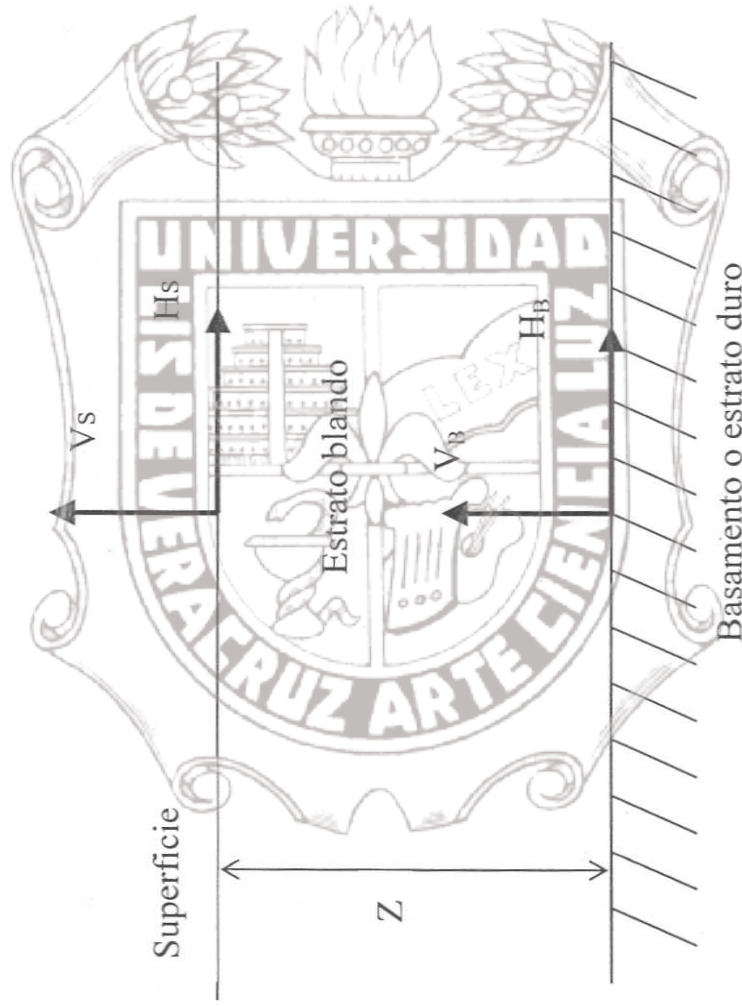 Vs
Hs
Superficie
Estrato blando
Z
V_B
H_B
Basamento o estrato duro
UNIVERSIDAD
LIS DE VERACRUZ ARTE CIENCIA LUZ
LEX